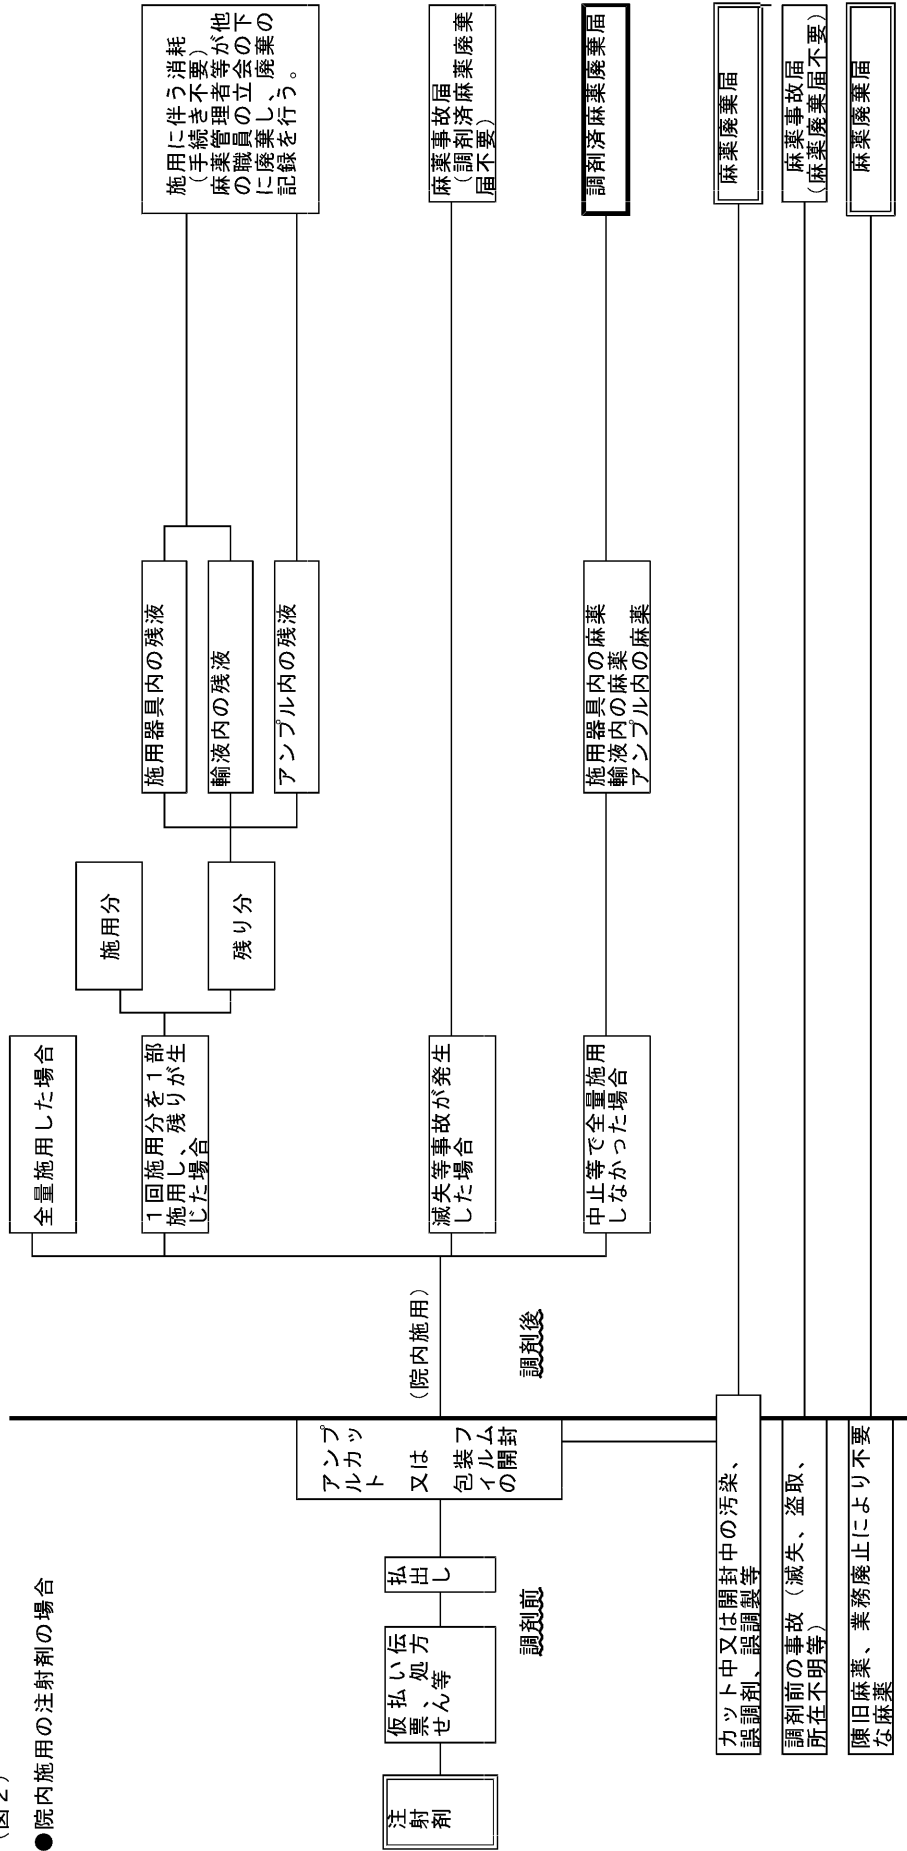 （図２）
●院内施用の注射剤の場合
注
射
剤
仮払い伝
票、処方
せん等
払
出
し
アンプ
ルカッ
ト
又は
包装フ
ィルム
の開封
調剤前
（院内施用）
調剤後
全量施用した場合
１回施用分を１部
施用し、残りが生
じた場合
施用分
残り分
施用器具内の残液
輸液内の残液
アンプル内の残液
施用に伴う消耗
（手続き不要）
麻薬管理者等が他
の職員の立会の下
に廃棄し、廃棄の
記録を行う。
滅失等事故が発生
した場合
麻薬事故届
（調剤済麻薬廃棄
届不要）
中止等で全量施用
しなかった場合
施用器具内の麻薬
輸液内の麻薬
アンプル内の麻薬
調剤済麻薬廃棄届
カット中又は開封中の汚染、
誤調剤、誤調製等
麻薬廃棄届
調剤前の事故（滅失、盗取、
所在不明等）
麻薬事故届
（麻薬廃棄届不要）
陳旧麻薬、業務廃止により不要
な麻薬
麻薬廃棄届